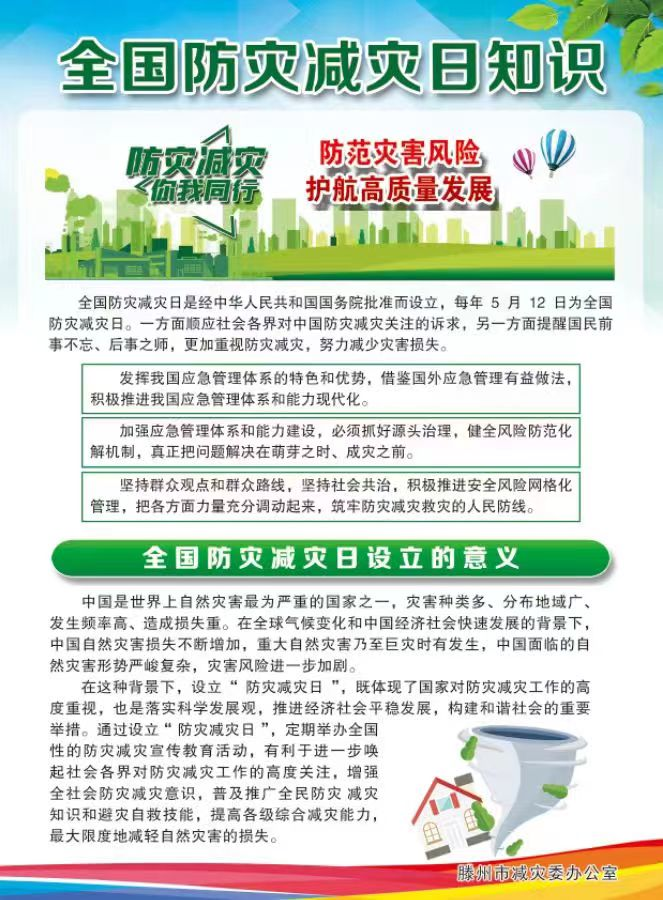 全国防灾减灾日知识
防灾减灾
你我同行
防范灾害风险
护航高质量发展
全国防灾减灾日是经中华人民共和国国务院批准而设立，每年 5 月 12 日为全国
防灾减灾日。一方面顺应社会各界对中国防灾减灾关注的诉求，另一方面提醒国民前
事不忘、后事之师，更加重视防灾减灾，努力减少灾害损失。
发挥我国应急管理体系的特色和优势，借鉴国外应急管理有益做法，
积极推进我国应急管理体系和能力现代化。
加强应急管理体系和能力建设，必须抓好源头治理，健全风险防范化
解机制，真正把问题解决在萌芽之时、成灾之前。
坚持群众观点和群众路线，坚持社会共治，积极推进安全风险网格化
管理，把各方面力量充分调动起来，筑牢防灾减灾救灾的人民防线。
全国防灾减灾日设立的意义
中国是世界上自然灾害最为严重的国家之一，灾害种类多、分布地域广、
发生频率高、造成损失重。在全球气候变化和中国经济社会快速发展的背景下，
中国自然灾害损失不断增加，重大自然灾害乃至巨灾时有发生，中国面临的自
然灾害形势严峻复杂，灾害风险进一步加剧。
在这种背景下，设立“ 防灾减灾日 ”，既体现了国家对防灾减灾工作的高
度重视，也是落实科学发展观，推进经济社会平稳发展，构建和谐社会的重要
举措。通过设立“ 防灾减灾日 ”，定期举办全国
性的防灾减灾宣传教育活动，有利于进一步唤
起社会各界对防灾减灾工作的高度关注，增强
全社会防灾减灾意识，普及推广全民防灾 减灾
知识和避灾自救技能，提高各级综合减灾能力，
最大限度地减轻自然灾害的损失。
滕州市减灾委办公室